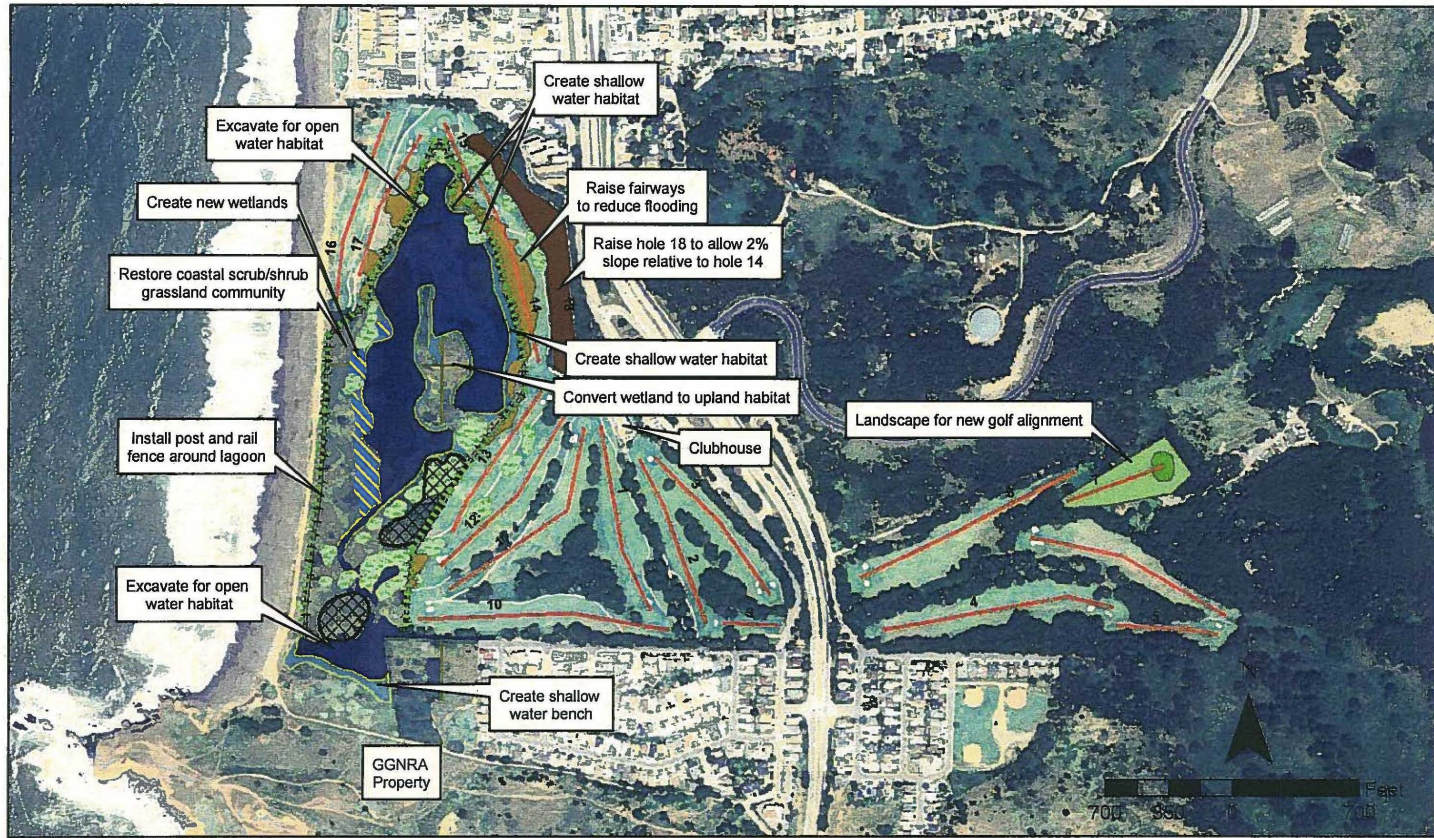 Create shallow
water habitat
Excavate for open
water habitat
Create new wetlands
Raise fairways
to reduce flooding
Raise hole 18 to allow 2%
slope relative to hole 14
Restore coastal scrub/shrub
grassland community
16
17
14
18
Create shallow water habitat
Convert wetland to upland habitat
Landscape for new golf alignment
Clubhouse
Install post and rail
fence around lagoon
13
12
1
2
10
4
Excavate for open
water habitat
Create shallow
water bench
GGNRA
Property
700
350
0
700
Feet